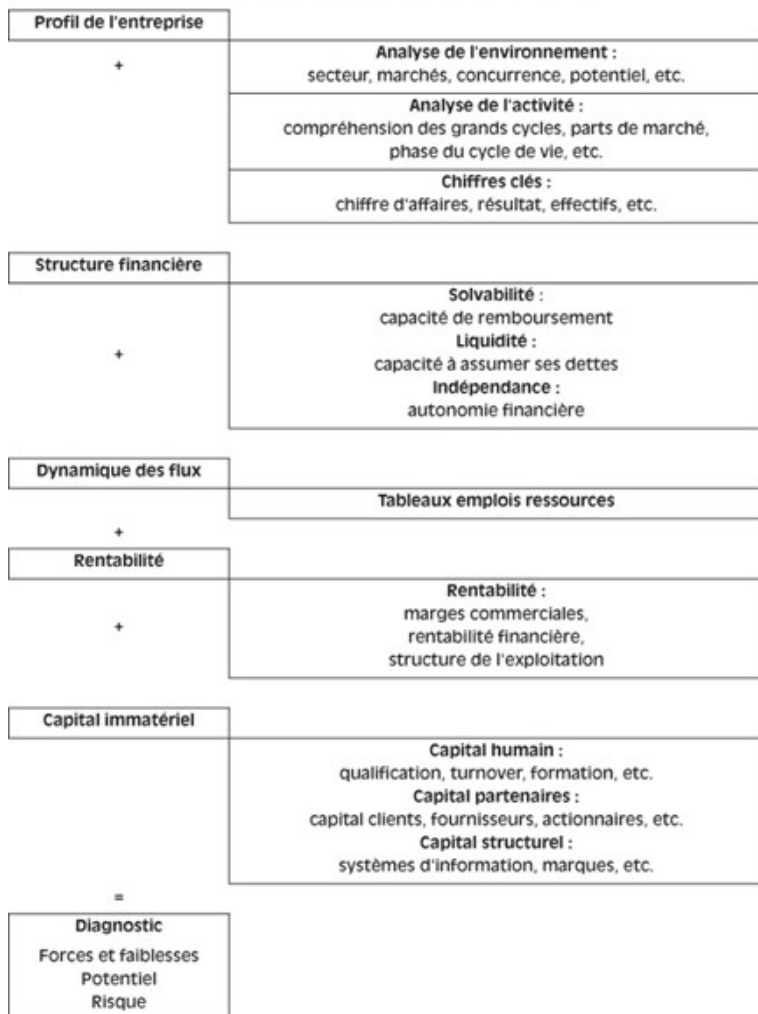 Profil de l'entreprise
+
Analyse de l'environnement :
secteur, marchés, concurrence, potentiel, etc.
Analyse de l'activité :
compréhension des grands cycles, parts de marché,
phase du cycle de vie, etc.
Chiffres clés :
chiffre d'affaires, résultat, effectifs, etc.
Structure financière
+
Solvabilité :
capacité de remboursement
Liquidité :
capacité à assumer ses dettes
Indépendance :
autonomie financière
Dynamique des flux
Tableaux emplois ressources
+
Rentabilité
+
Rentabilité :
marges commerciales,
rentabilité financière,
structure de l'exploitation
Capital immatériel
Capital humain :
qualification, turnover, formation, etc.
Capital partenaires :
capital clients, fournisseurs, actionnaires, etc.
Capital structurel :
systèmes d'information, marques, etc.
=
Diagnostic
Forces et faiblesses
Potentiel
Risque